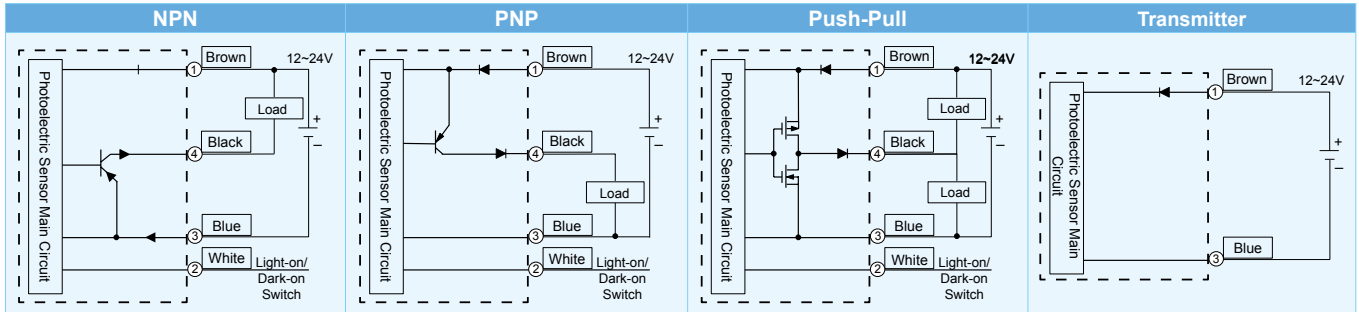 NPN
Photoelectric Sensor Main Circuit
1
Brown
12~24V
Load
+
−
4
Black
3
Blue
2
White
Light-on/
Dark-on
Switch
PNP
Photoelectric Sensor Main Circuit
1
Brown
12~24V
+
−
4
Black
Load
3
Blue
2
White
Light-on/
Dark-on
Switch
Push-Pull
Photoelectric Sensor Main Circuit
1
Brown
12~24V
Load
+
−
4
Black
Load
3
Blue
2
White
Light-on/
Dark-on
Switch
Transmitter
Photoelectric Sensor Main
Circuit
1
Brown
12~24V
+
−
3
Blue